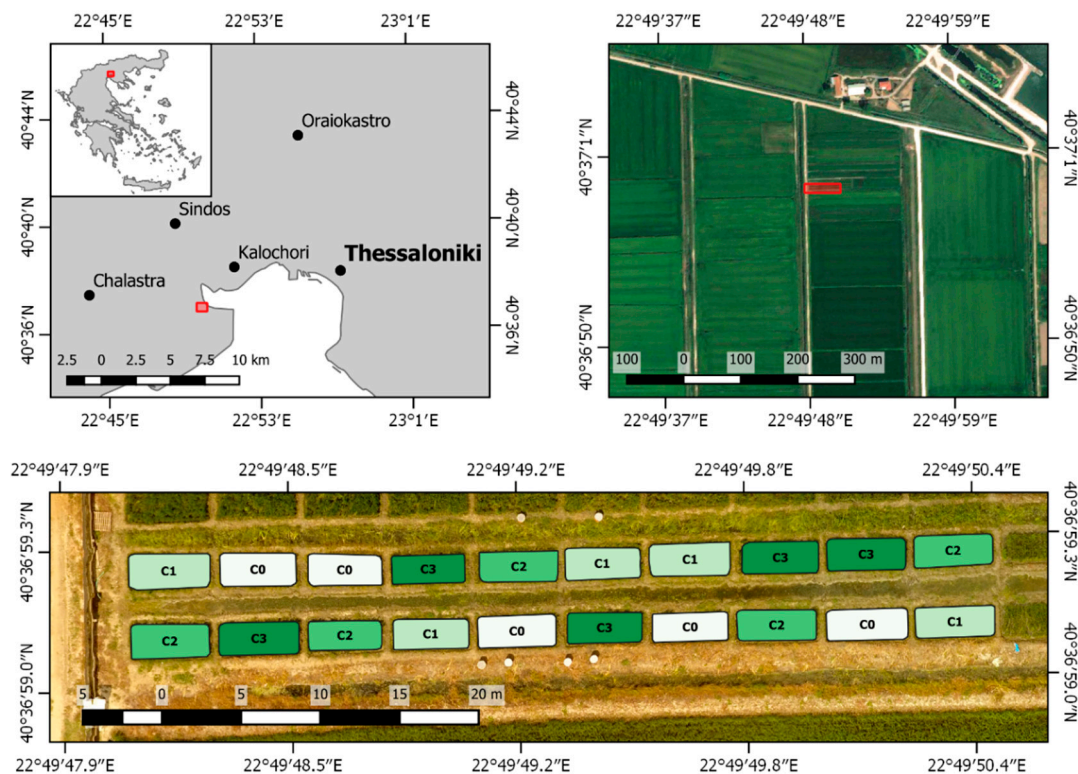 22°45′E 22°53′E 23°1′E
40°44′N
40°44′N
Oraiokastro
Sindos
40°40′N
40°40′N
Kalochori
Thessaloniki
Chalastra
40°36′N
40°36′N
2.5 0 2.5 5 7.5 10 km
22°45′E 22°53′E 23°1′E
22°49′37″E 22°49′48″E 22°49′59″E
40°37′1″N
40°37′1″N
40°36′50″N
40°36′50″N
100 0 100 200 300 m
22°49′37″E 22°49′48″E 22°49′59″E
22°49′47.9″E 22°49′48.5″E 22°49′49.2″E 22°49′49.8″E 22°49′50.4″E
40°36′59.3″N
40°36′59.3″N
C1 C0 C0 C3 C2 C1 C1 C3 C3 C2
C2 C3 C2 C1 C0 C3 C0 C2 C0 C1
40°36′59.0″N
40°36′59.0″N
5 0 5 10 15 20 m
22°49′47.9″E 22°49′48.5″E 22°49′49.2″E 22°49′49.8″E 22°49′50.4″E